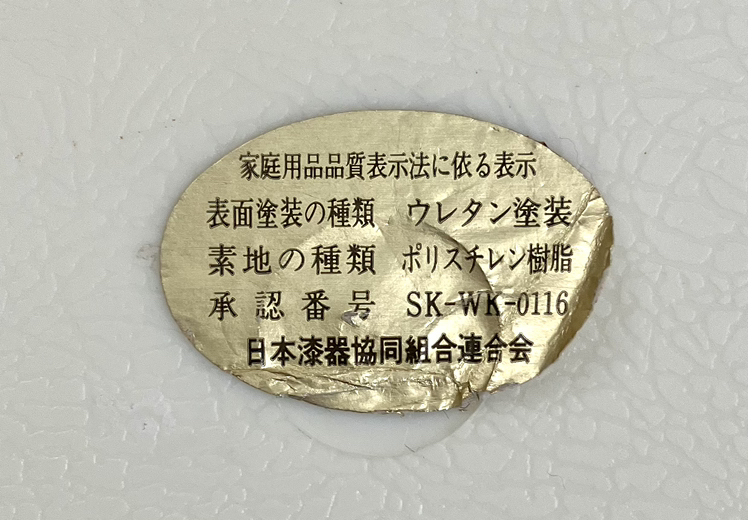 家庭用品品質表示法に依る表示
表面塗装の種類 ウレタン塗装
素地の種類 ポリスチレン樹脂
承認番号 SK-WK-0116
日本漆器協同組合連合会